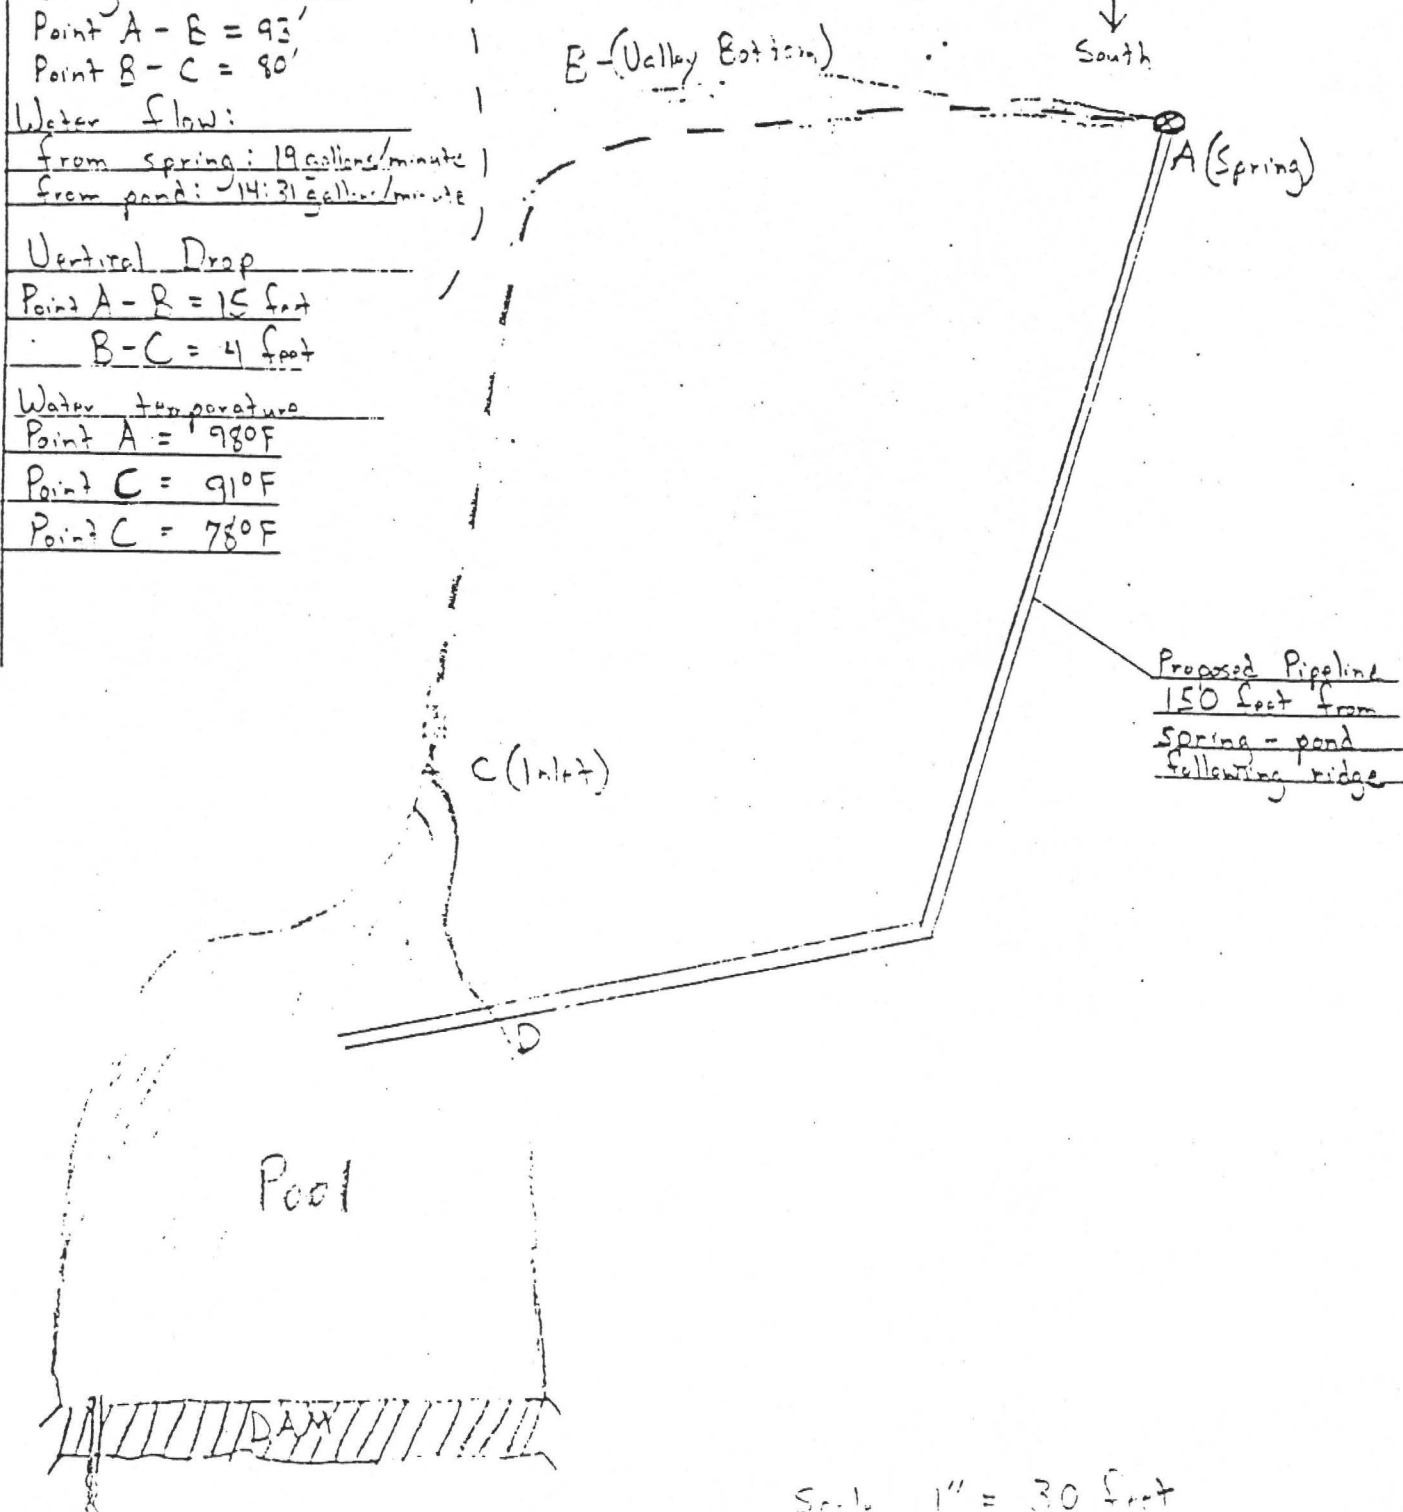 Point A - B = 93'
Point B - C = 80'
Water flow:
from spring: 19 gallons/minute
from pond: 14:31 gallons/minute
Vertical Drop
Point A - B = 15 feet
B - C = 4 feet
Water temperature
Point A = 98°F
Point C = 91°F
Point C = 78°F
South
B - (Valley Bottom)
A (Spring)
Proposed Pipeline
150 feet from
spring - pond
following ridge
C (Inlet)
D
Pool
DAM
Scale 1" = 30 feet